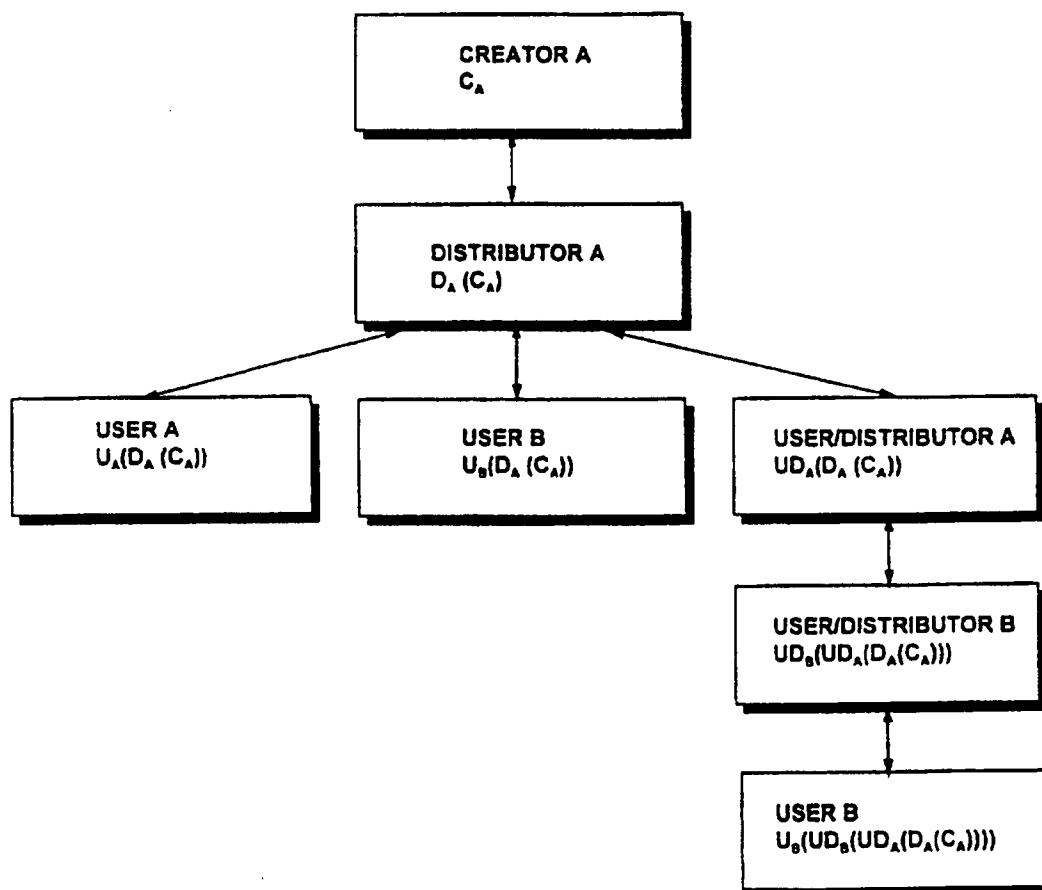 CREATOR A
C_A
DISTRIBUTOR A
D_A (C_A)
USER A
U_A(D_A (C_A))
USER B
U_B(D_A (C_A))
USER/DISTRIBUTOR A
UD_A(D_A (C_A))
USER/DISTRIBUTOR B
UD_B(UD_A(D_A(C_A)))
USER B
U_B(UD_B(UD_A(D_A(C_A))))